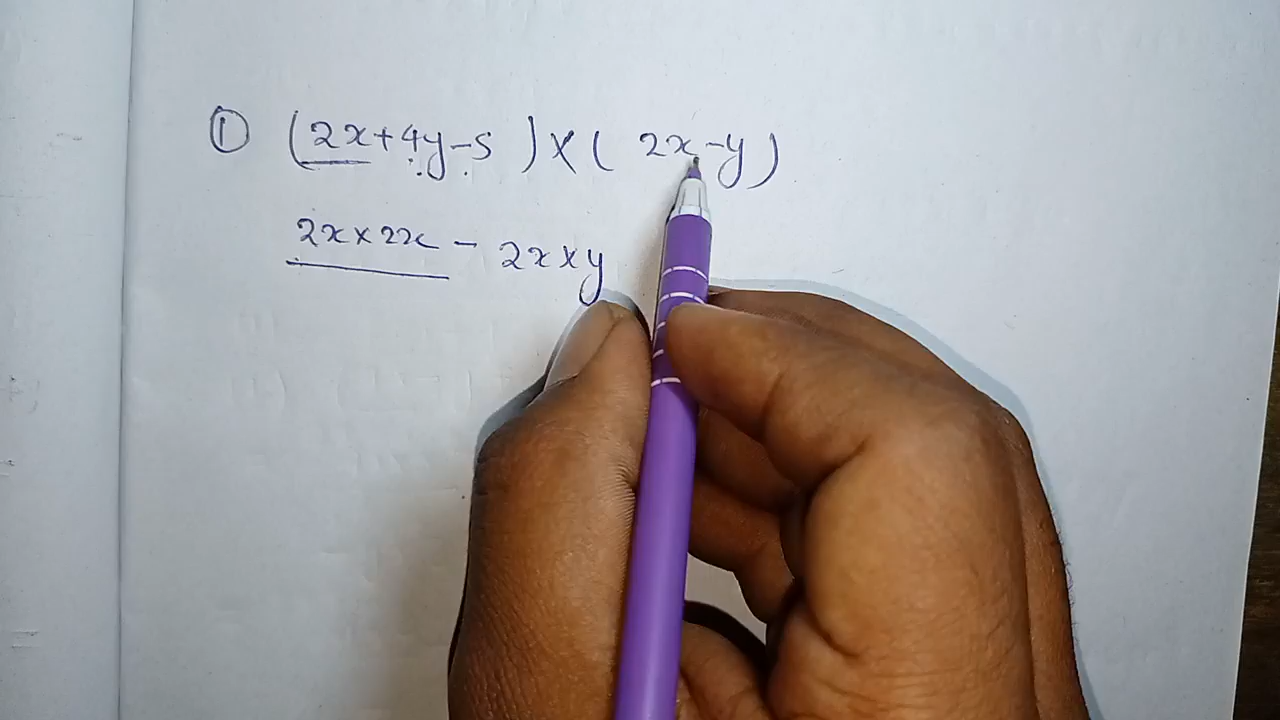 ① (2x+4y-5 )×( 2x-y)
2x×2x - 2x×y